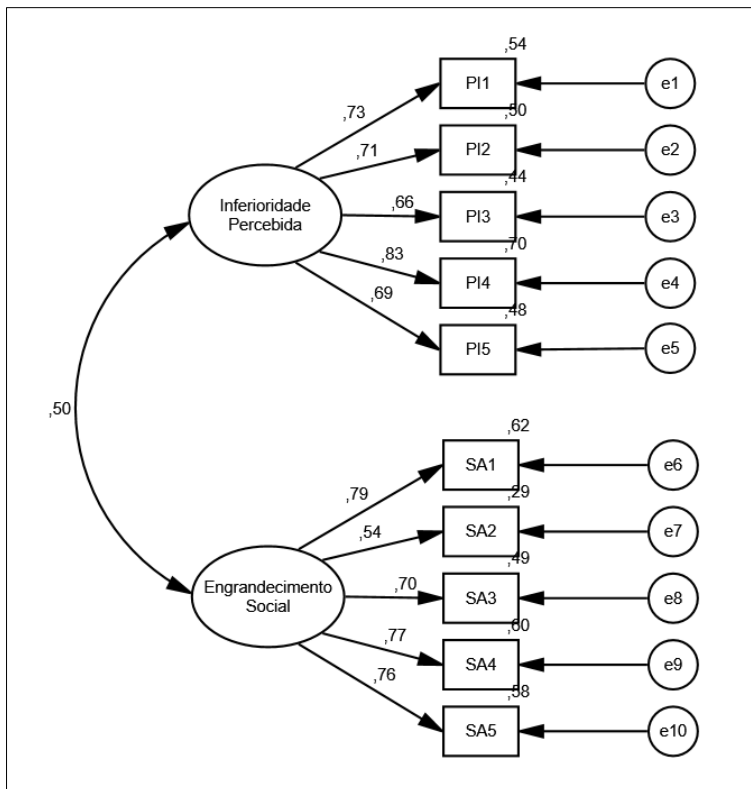 ,54
,73
PI1
e1
,50
,71
PI2
e2
,44
Inferioridade
Percebida
,66
PI3
e3
,70
,83
PI4
e4
,69
,48
PI5
e5
,50
,62
,79
SA1
e6
,29
,54
SA2
e7
,49
Engrandecimento
Social
,70
SA3
e8
,60
,77
SA4
e9
,76
,58
SA5
e10